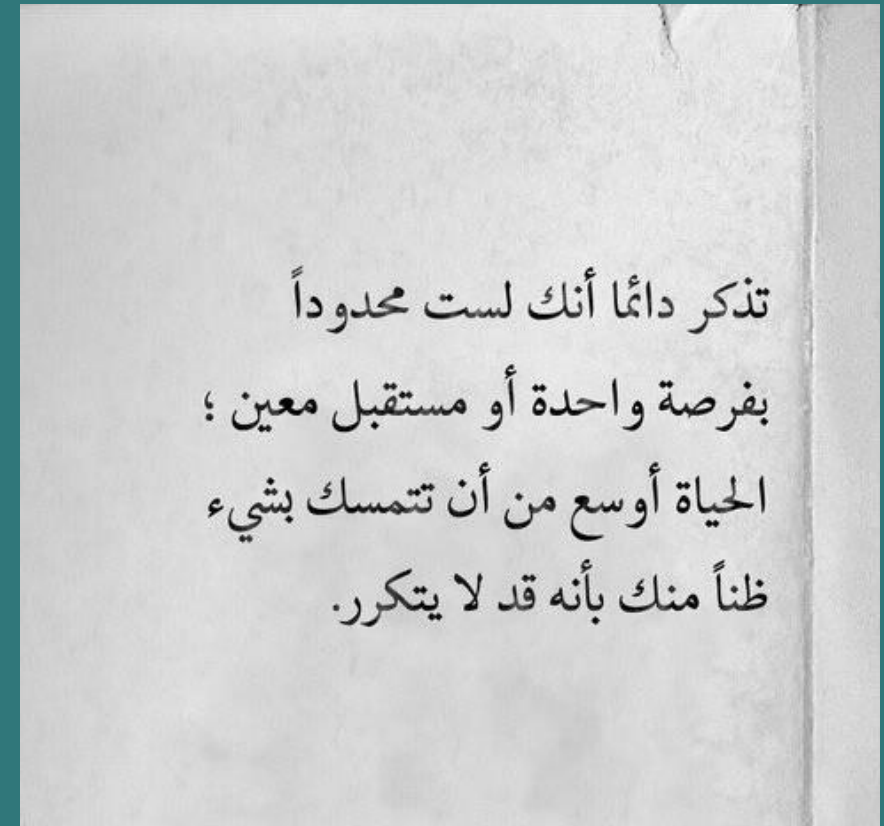 تذكر دائمًا أنك لست محدوداً
بفرصة واحدة أو مستقبل معين ؛
الحياة أوسع من أن تتمسك بشيء
ظناً منك بأنه قد لا يتكرر.